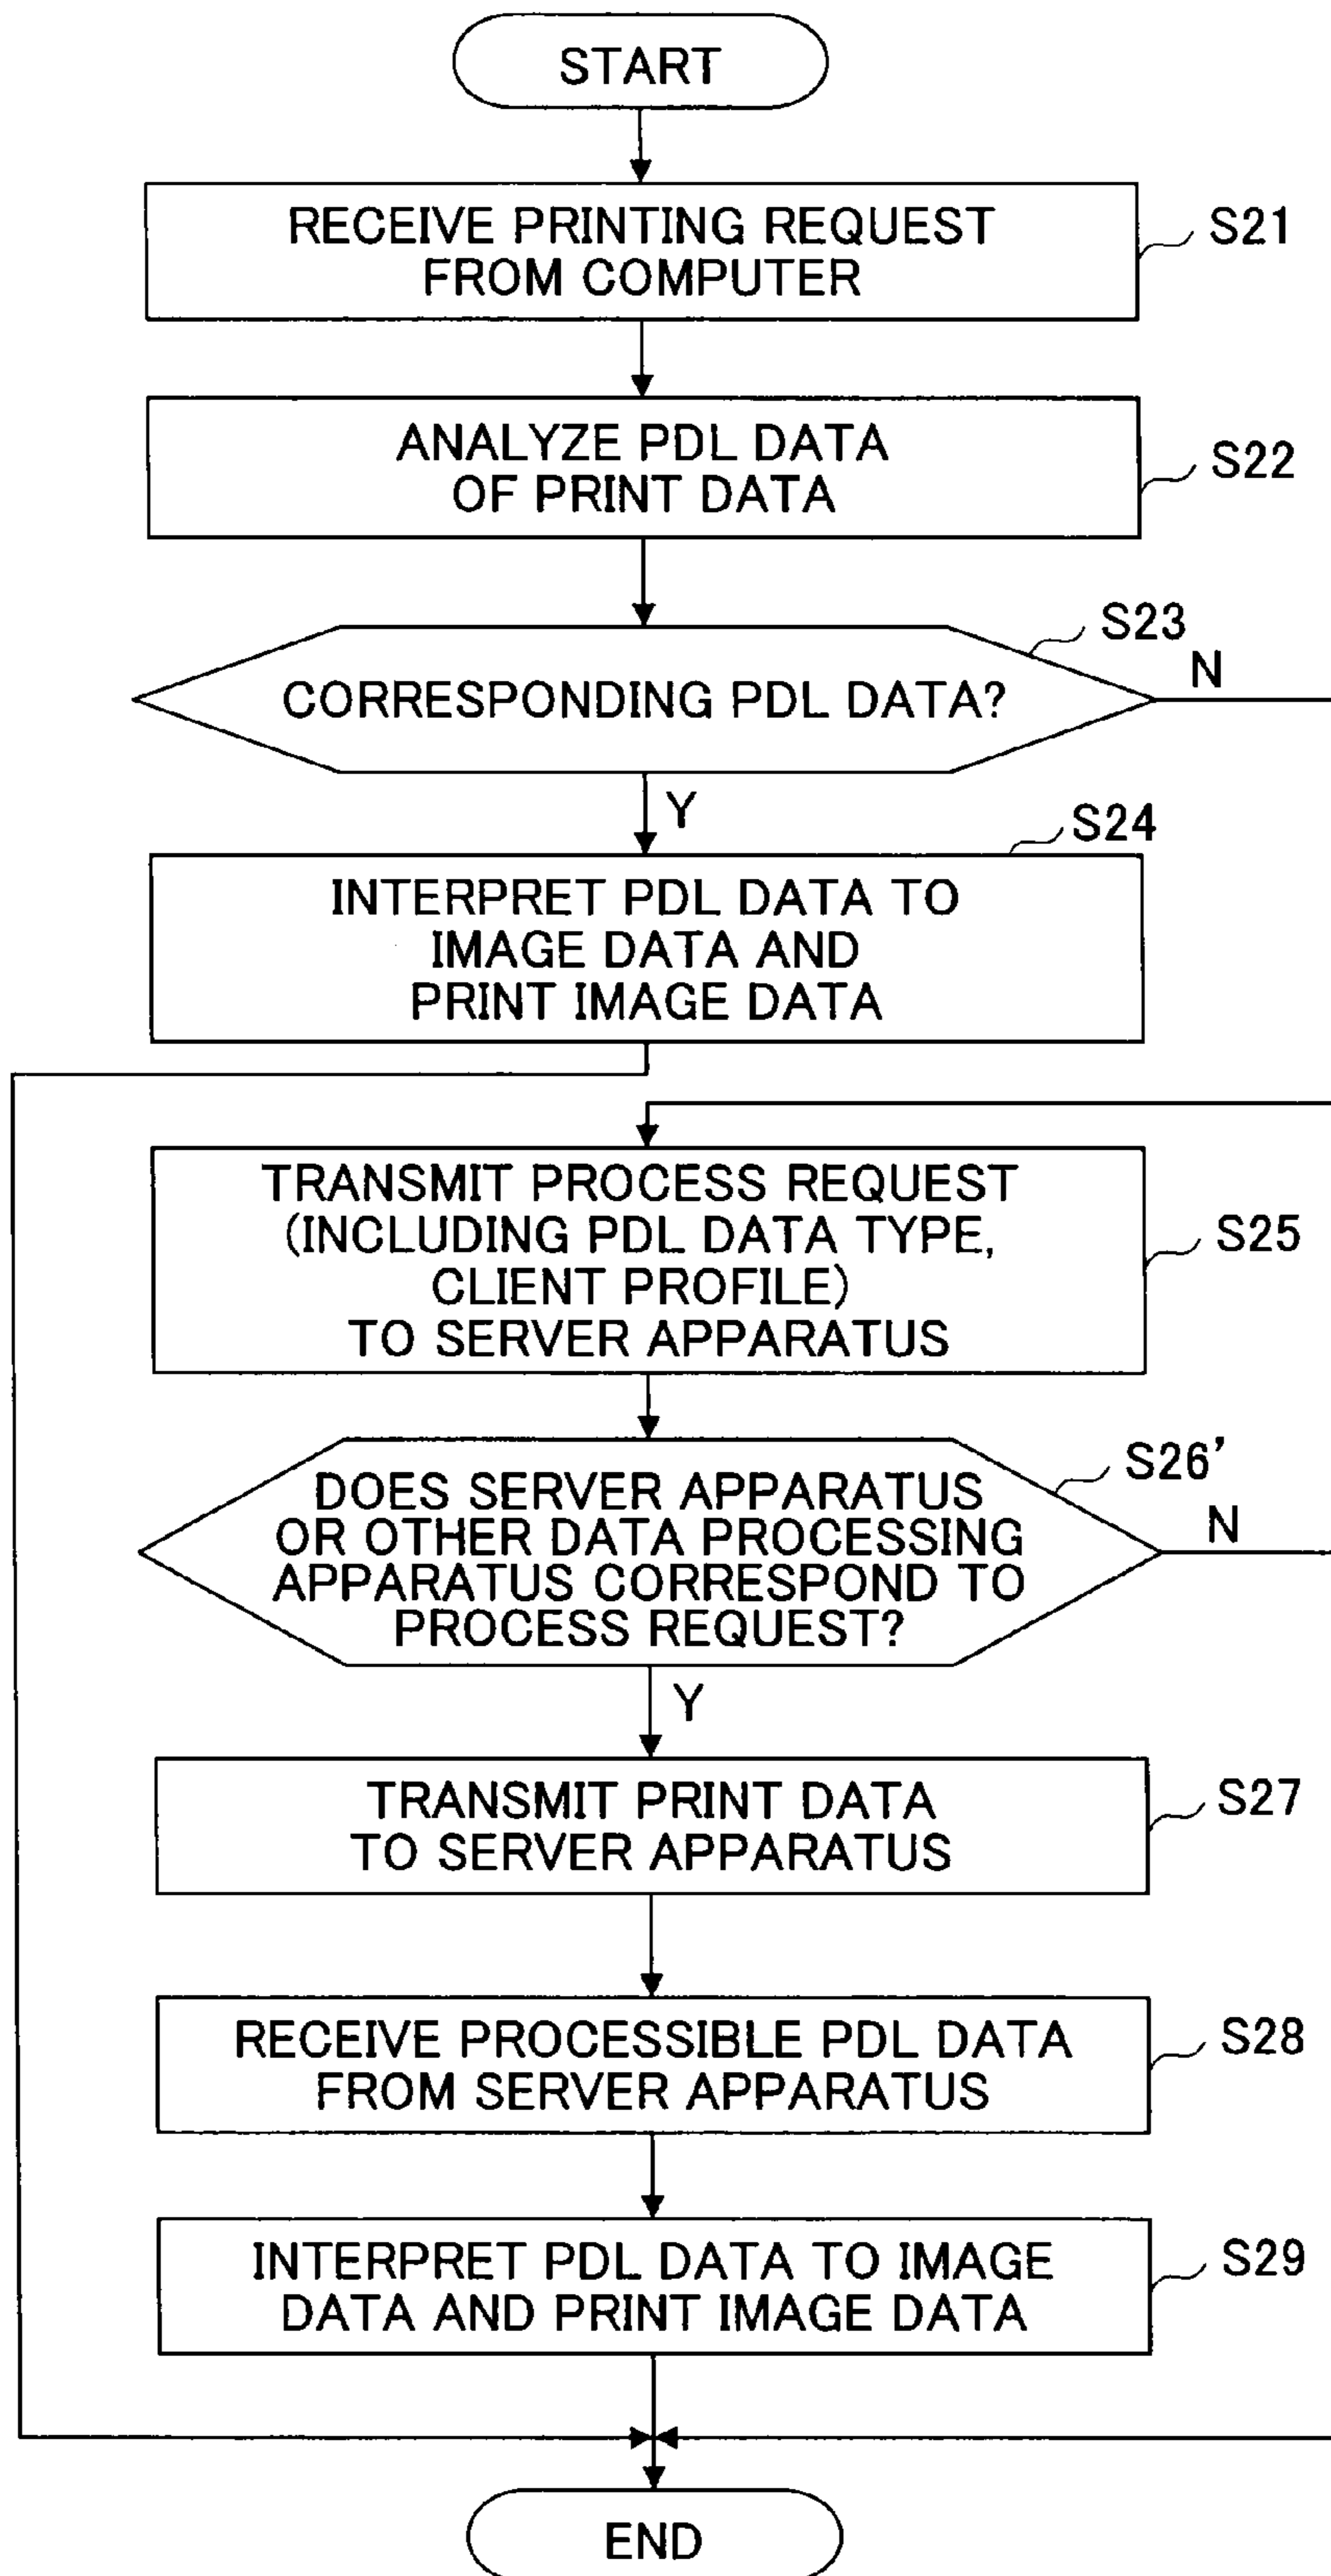 START
RECEIVE PRINTING REQUEST
FROM COMPUTER
S21
ANALYZE PDL DATA
OF PRINT DATA
S22
S23
CORRESPONDING PDL DATA?
N
Y
S24
INTERPRET PDL DATA TO
IMAGE DATA AND
PRINT IMAGE DATA
TRANSMIT PROCESS REQUEST
(INCLUDING PDL DATA TYPE,
CLIENT PROFILE)
TO SERVER APPARATUS
S25
S26'
DOES SERVER APPARATUS
OR OTHER DATA PROCESSING
APPARATUS CORRESPOND TO
PROCESS REQUEST?
N
Y
TRANSMIT PRINT DATA
TO SERVER APPARATUS
S27
RECEIVE PROCESSIBLE PDL DATA
FROM SERVER APPARATUS
S28
INTERPRET PDL DATA TO IMAGE
DATA AND PRINT IMAGE DATA
S29
END